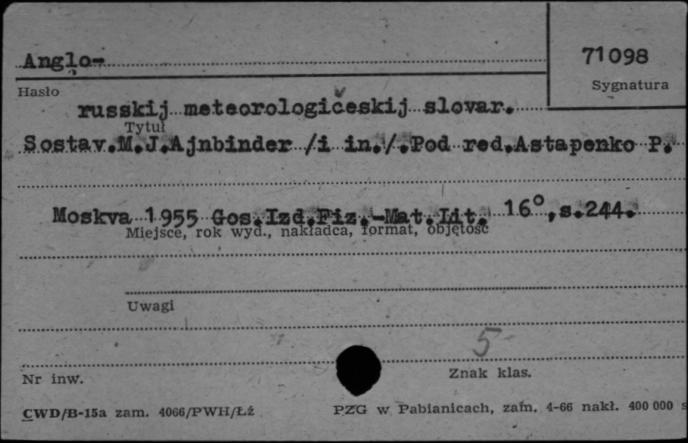 Anglo-
71098
Hasło
Sygnatura
russkij meteorologičeskij slovar.
Tytuł
Sostav.M.J.Ajnbinder /i in./.Pod red.Astapenko P.
Moskva 1955 Gos.Izd.Fiz.-Mat.Lit. 16°,s.244.
Miejsce, rok wyd., nakładca, format, objętość
Uwagi
5
Nr inw.
Znak klas.
CWD/B-15a zam. 4066/PWH/Łż
PZG w Pabianicach, zam. 4-66 nakł. 400 000 s